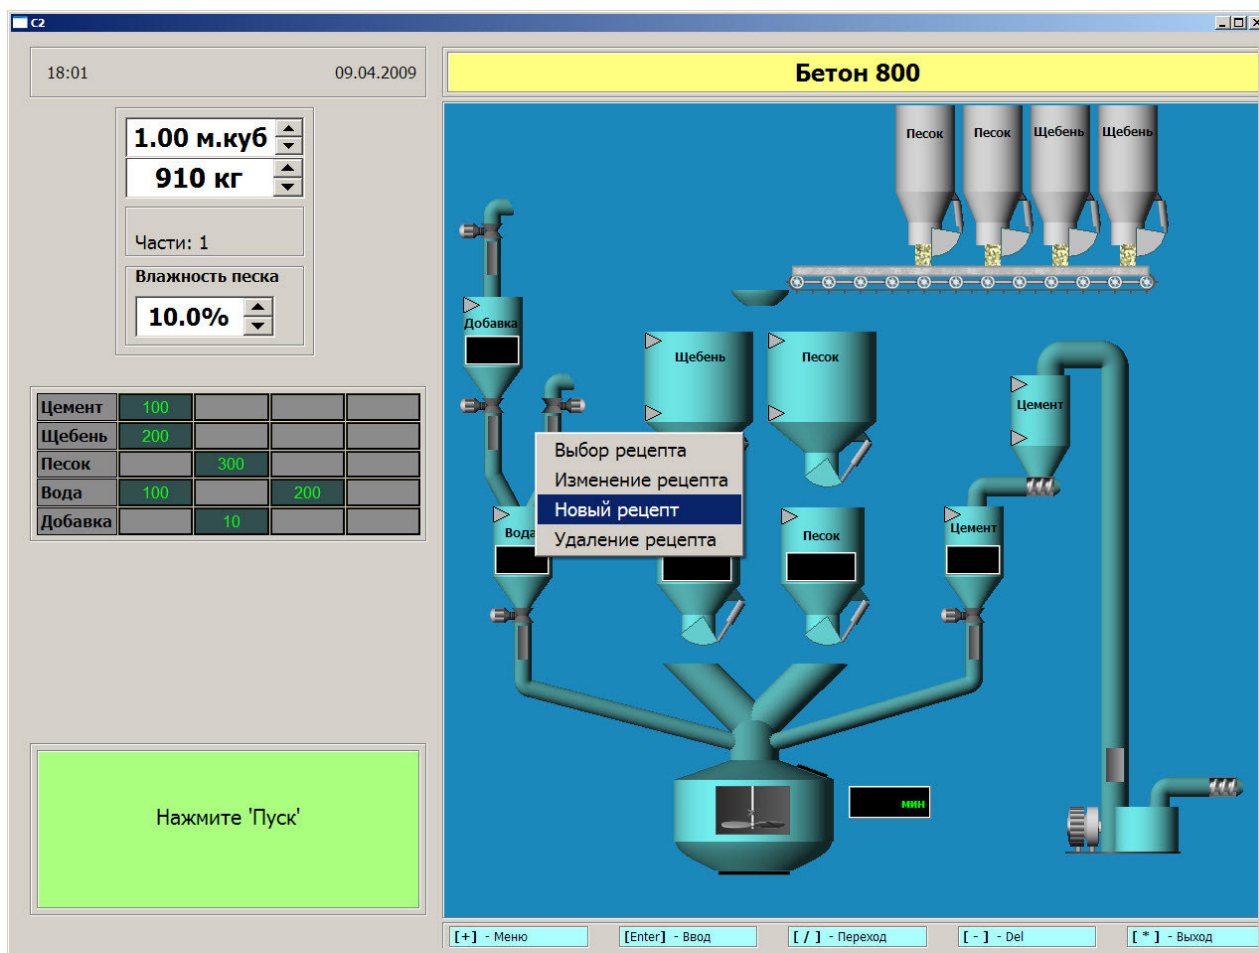 C2
18:01 09.04.2009
Бетон 800
1.00 м.куб
910 кг
Части: 1
Влажность песка
10.0%
Песок Песок Щебень Щебень
Добавка
Щебень
Песок
Цемент
Цемент 100
Щебень 200
Песок 300
Вода 100 200
Добавка 10
Выбор рецепта
Изменение рецепта
Новый рецепт
Удаление рецепта
Вода
Песок
Цемент
Нажмите 'Пуск'
мин
[+] - Меню [Enter] - Ввод [ / ] - Переход [ - ] - Del [ * ] - Выход